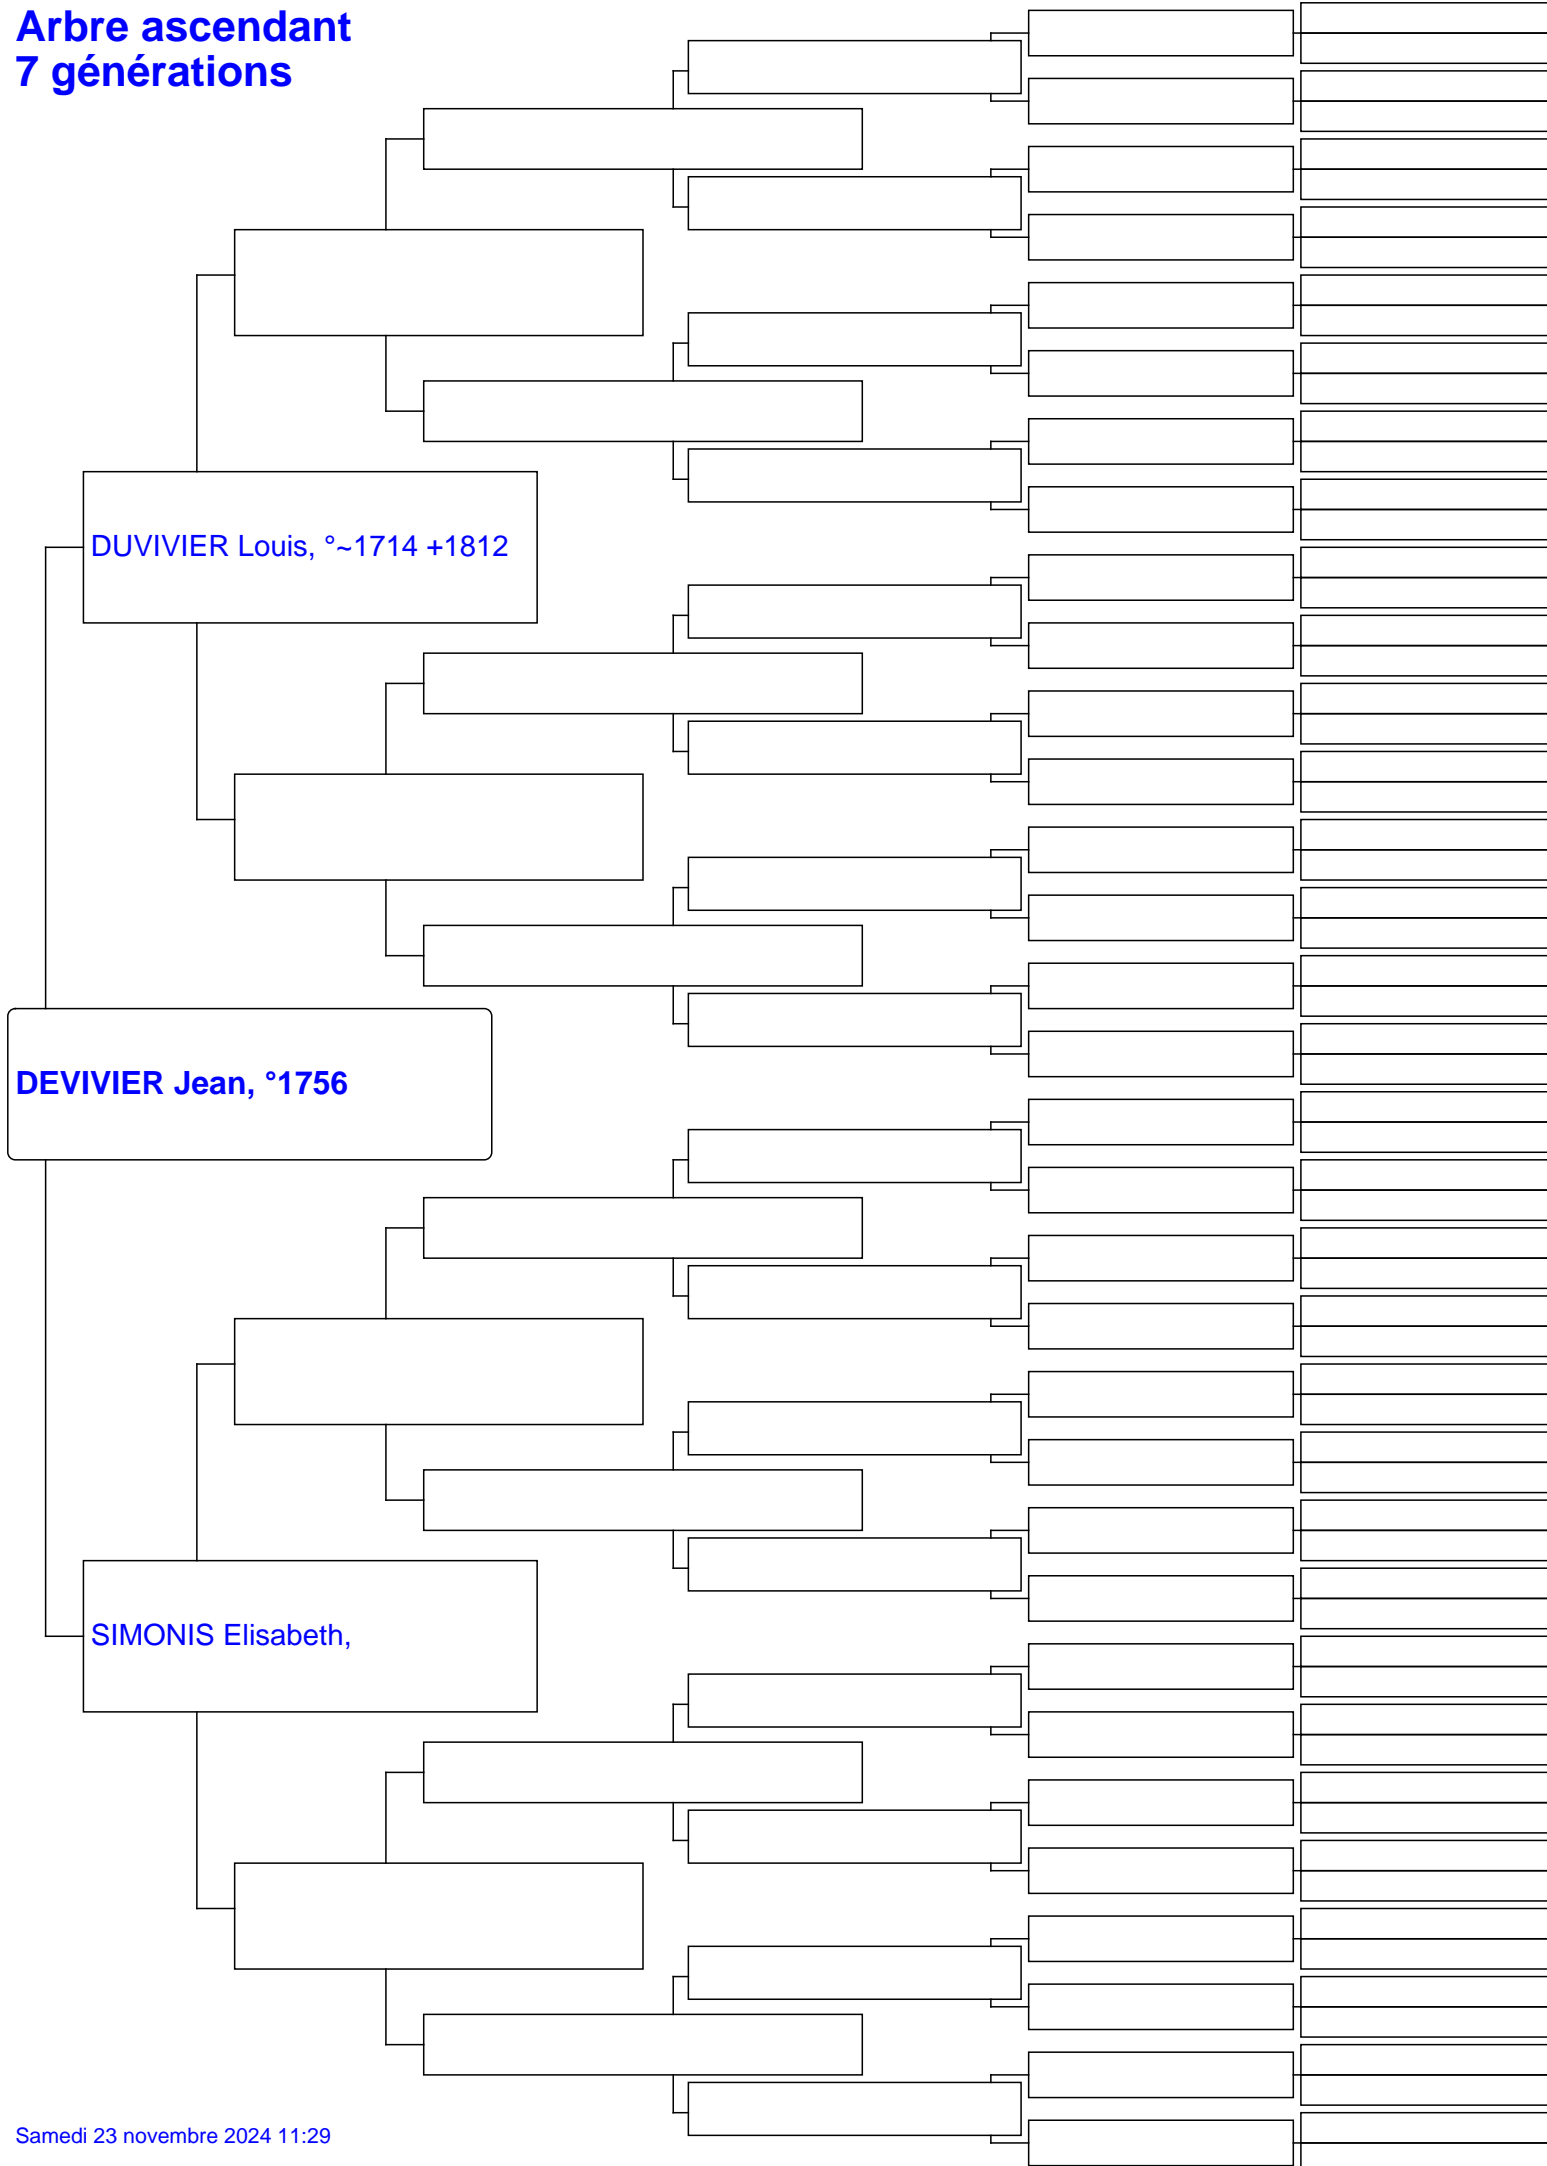 Arbre ascendant
7 générations
DUVIVIER Louis, °~1714 +1812
DEVIVIER Jean, °1756
SIMONIS Elisabeth,
Samedi 23 novembre 2024 11:29